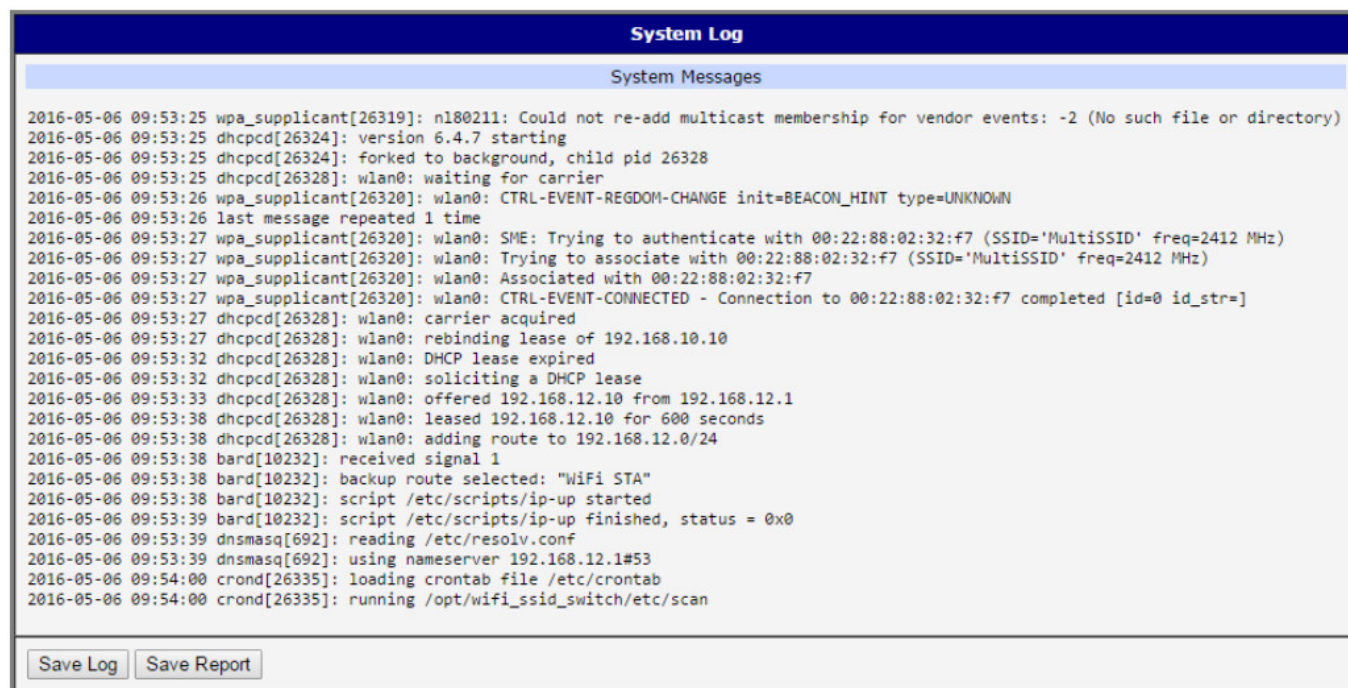 System Log
System Messages
2016-05-06 09:53:25 wpa_supplicant[26319]: nl80211: Could not re-add multicast membership for vendor events: -2 (No such file or directory)
2016-05-06 09:53:25 dhcpcd[26324]: version 6.4.7 starting
2016-05-06 09:53:25 dhcpcd[26324]: forked to background, child pid 26328
2016-05-06 09:53:25 dhcpcd[26328]: wlan0: waiting for carrier
2016-05-06 09:53:26 wpa_supplicant[26320]: wlan0: CTRL-EVENT-REGDOM-CHANGE init=BEACON_HINT type=UNKNOWN
2016-05-06 09:53:26 last message repeated 1 time
2016-05-06 09:53:27 wpa_supplicant[26320]: wlan0: SME: Trying to authenticate with 00:22:88:02:32:f7 (SSID='MultiSSID' freq=2412 MHz)
2016-05-06 09:53:27 wpa_supplicant[26320]: wlan0: Trying to associate with 00:22:88:02:32:f7 (SSID='MultiSSID' freq=2412 MHz)
2016-05-06 09:53:27 wpa_supplicant[26320]: wlan0: Associated with 00:22:88:02:32:f7
2016-05-06 09:53:27 wpa_supplicant[26320]: wlan0: CTRL-EVENT-CONNECTED - Connection to 00:22:88:02:32:f7 completed [id=0 id_str=]
2016-05-06 09:53:27 dhcpcd[26328]: wlan0: carrier acquired
2016-05-06 09:53:27 dhcpcd[26328]: wlan0: rebinding lease of 192.168.10.10
2016-05-06 09:53:32 dhcpcd[26328]: wlan0: DHCP lease expired
2016-05-06 09:53:32 dhcpcd[26328]: wlan0: soliciting a DHCP lease
2016-05-06 09:53:33 dhcpcd[26328]: wlan0: offered 192.168.12.10 from 192.168.12.1
2016-05-06 09:53:38 dhcpcd[26328]: wlan0: leased 192.168.12.10 for 600 seconds
2016-05-06 09:53:38 dhcpcd[26328]: wlan0: adding route to 192.168.12.0/24
2016-05-06 09:53:38 bard[10232]: received signal 1
2016-05-06 09:53:38 bard[10232]: backup route selected: "WiFi STA"
2016-05-06 09:53:38 bard[10232]: script /etc/scripts/ip-up started
2016-05-06 09:53:39 bard[10232]: script /etc/scripts/ip-up finished, status = 0x0
2016-05-06 09:53:39 dnsmasq[692]: reading /etc/resolv.conf
2016-05-06 09:53:39 dnsmasq[692]: using nameserver 192.168.12.1#53
2016-05-06 09:54:00 crond[26335]: loading crontab file /etc/crontab
2016-05-06 09:54:00 crond[26335]: running /opt/wifi_ssid_switch/etc/scan
Save Log Save Report